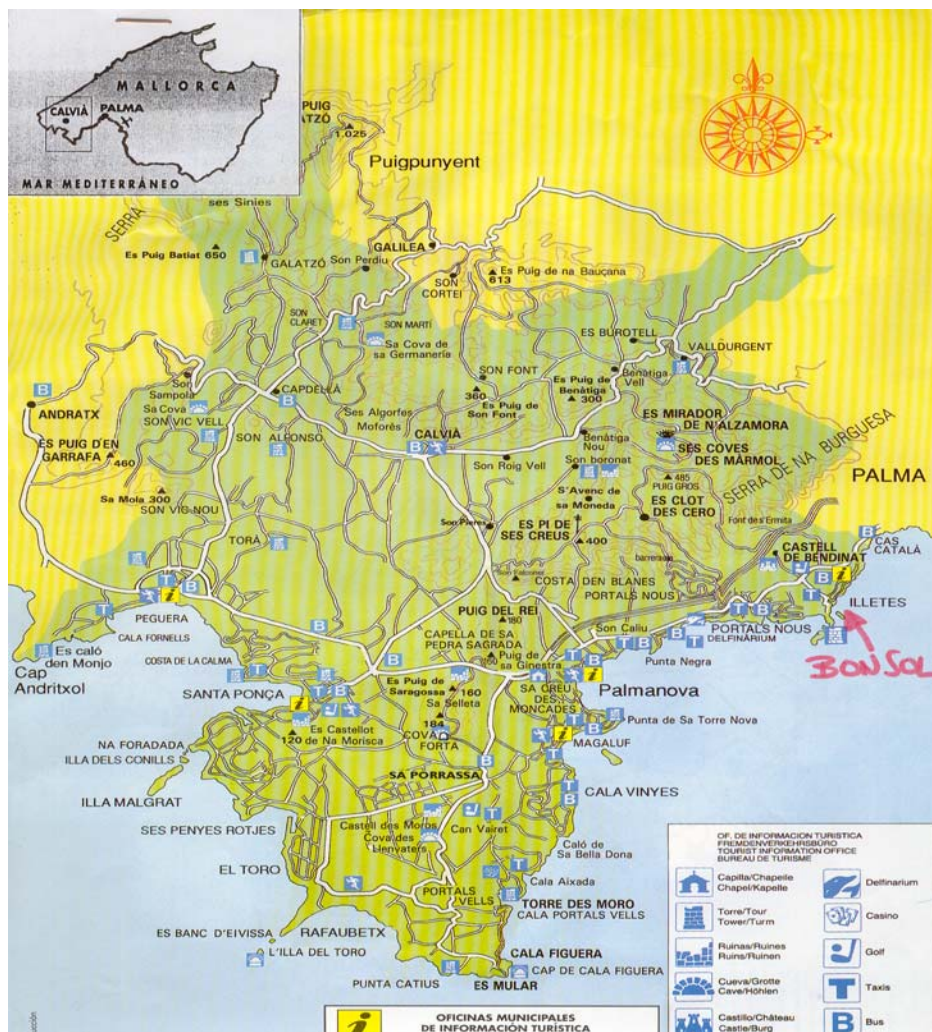 MALLORCA
CALVIÀ
PALMA
MAR MEDITERRÁNEO
PUIG
1.025
Puigpunyent
ses Sinies
SERRA
Es Puig Batiat 650
GALATZÓ
Son Perdiu
GALILEA
SON
CORTEI
Es Puig de na Bauçana
613
SON
CLARET
SON MARTÍ
Sa Cova de
sa Germanería
ES BUROTELL
VALLDURGENT
SON FONT
Benàtiga
Vell
Es Puig de
Benàtiga
300
360
Es Puig de
Son Font
B
ANDRATX
Son
Sampola
Sa Cova
SON VIC VELL
CAPDELLÀ
B
Ses Algorfes
Moforés
ES MIRADOR
DE N'ALZAMORA
ES PUIG D'EN
GARRAFA
460
SON ALFONSO
CALVIÀ
B
Benàtiga
Nou
SES COVES
DES MÀRMOL
SERRA DE NA BURGUESA
Son Roig Vell
Son boronat
485
PUIG GROS
PALMA
Sa Mola 300
SON VIC NOU
S'Avenc de
sa Moneda
ES CLOT
DES CERO
Son Pieres
ES PI DE
SES CREUS
400
Font de s'Ermita
TORÀ
barrerada
CASTELL
DE BENDINAT
B
CAS
CATALÀ
COSTA DEN BLANES
PORTALS NOUS
B
i
T
ILLETES
PEGUERA
T
B
i
CALA FORNELLS
PUIG DEL REI
180
Son Caliu
PORTALS NOUS
DELFINÀRIUM
Es caló
den Monjo
Cap
Andritxol
COSTA DE LA CALMA
CAPELLA DE SA
PEDRA SAGRADA
Puig de
sa Ginestra
Punta Negra
BON SOL
SANTA PONÇA
Es Puig de
Saragossa
160
Sa Selleta
SA CREU
DES
MONCADES
Palmanova
184
COVA
FORTA
Punta de Sa Torre Nova
Es Castellot
120 de Na Morisca
MAGALUF
NA FORADADA
ILLA DELS CONILLS
SA PORRASSA
B
ILLA MALGRAT
T
B
CALA VINYES
SES PENYES ROTJES
Castell des Moros
Cova des
Llenyaters
Can Vairet
Caló de
Sa Bella Dona
EL TORO
Cala Aixada
PORTALS
VELLS
TORRE DES MORO
CALA PORTALS VELLS
ES BANC D'EIVISSA
RAFAUBETX
L'ILLA DEL TORO
CALA FIGUERA
CAP DE CALA FIGUERA
PUNTA CATIUS
ES MULAR
OF. DE INFORMACION TURISTICA
FREMDENVERKEHRSBÜRO
TOURIST INFORMATION OFFICE
BUREAU DE TURISME
Capilla/Chapelle
Chapel/Kapelle
Delfinarium
Torre/Tour
Tower/Turm
Casino
Ruinas/Ruines
Ruins/Ruinen
Golf
Cueva/Grotte
Cave/Höhlen
T
Taxis
Castillo/Château
Castle/Burg
B
Bus
i
OFICINAS MUNICIPALES
DE INFORMACIÓN TURÍSTICA